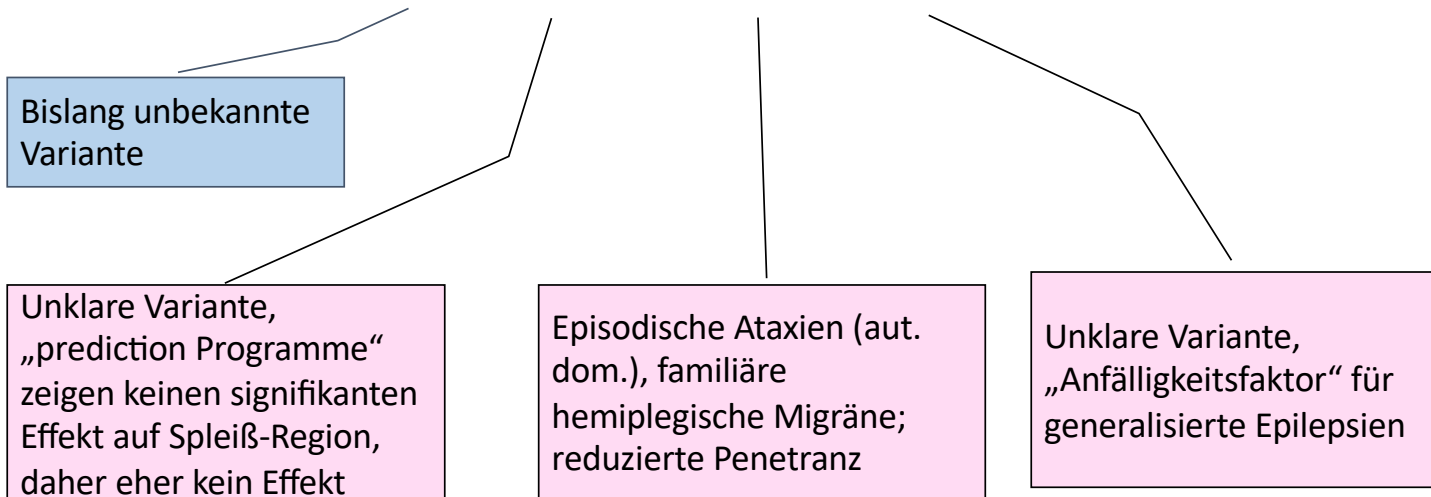 Bislang unbekannte
Variante
Unklare Variante,
„prediction Programme“
zeigen keinen signifikanten
Effekt auf Spleiß-Region,
daher eher kein Effekt
Episodische Ataxien (aut.
dom.), familiäre
hemiplegische Migräne;
reduzierte Penetranz
Unklare Variante,
„Anfälligkeitsfaktor“ für
generalisierte Epilepsien